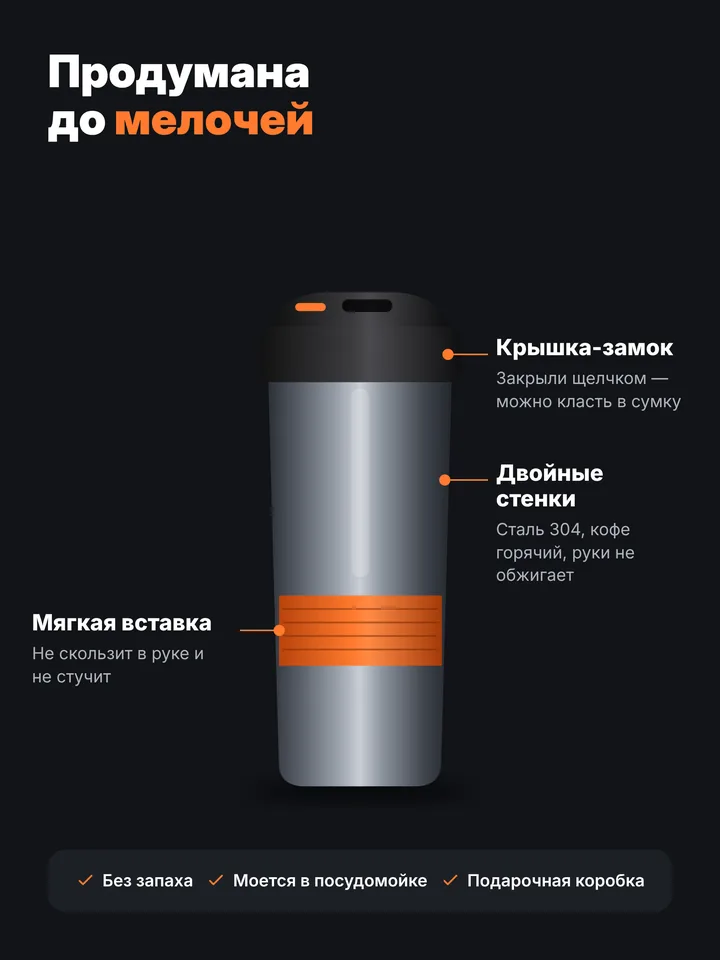 Продумана
до мелочей
Крышка-замок
Закрыли щелчком —
можно класть в сумку
Двойные
стенки
Сталь 304, кофе
горячий, руки не
обжигает
Мягкая вставка
Не скользит в руке и
не стучит
Без запаха Моется в посудомойке Подарочная коробка